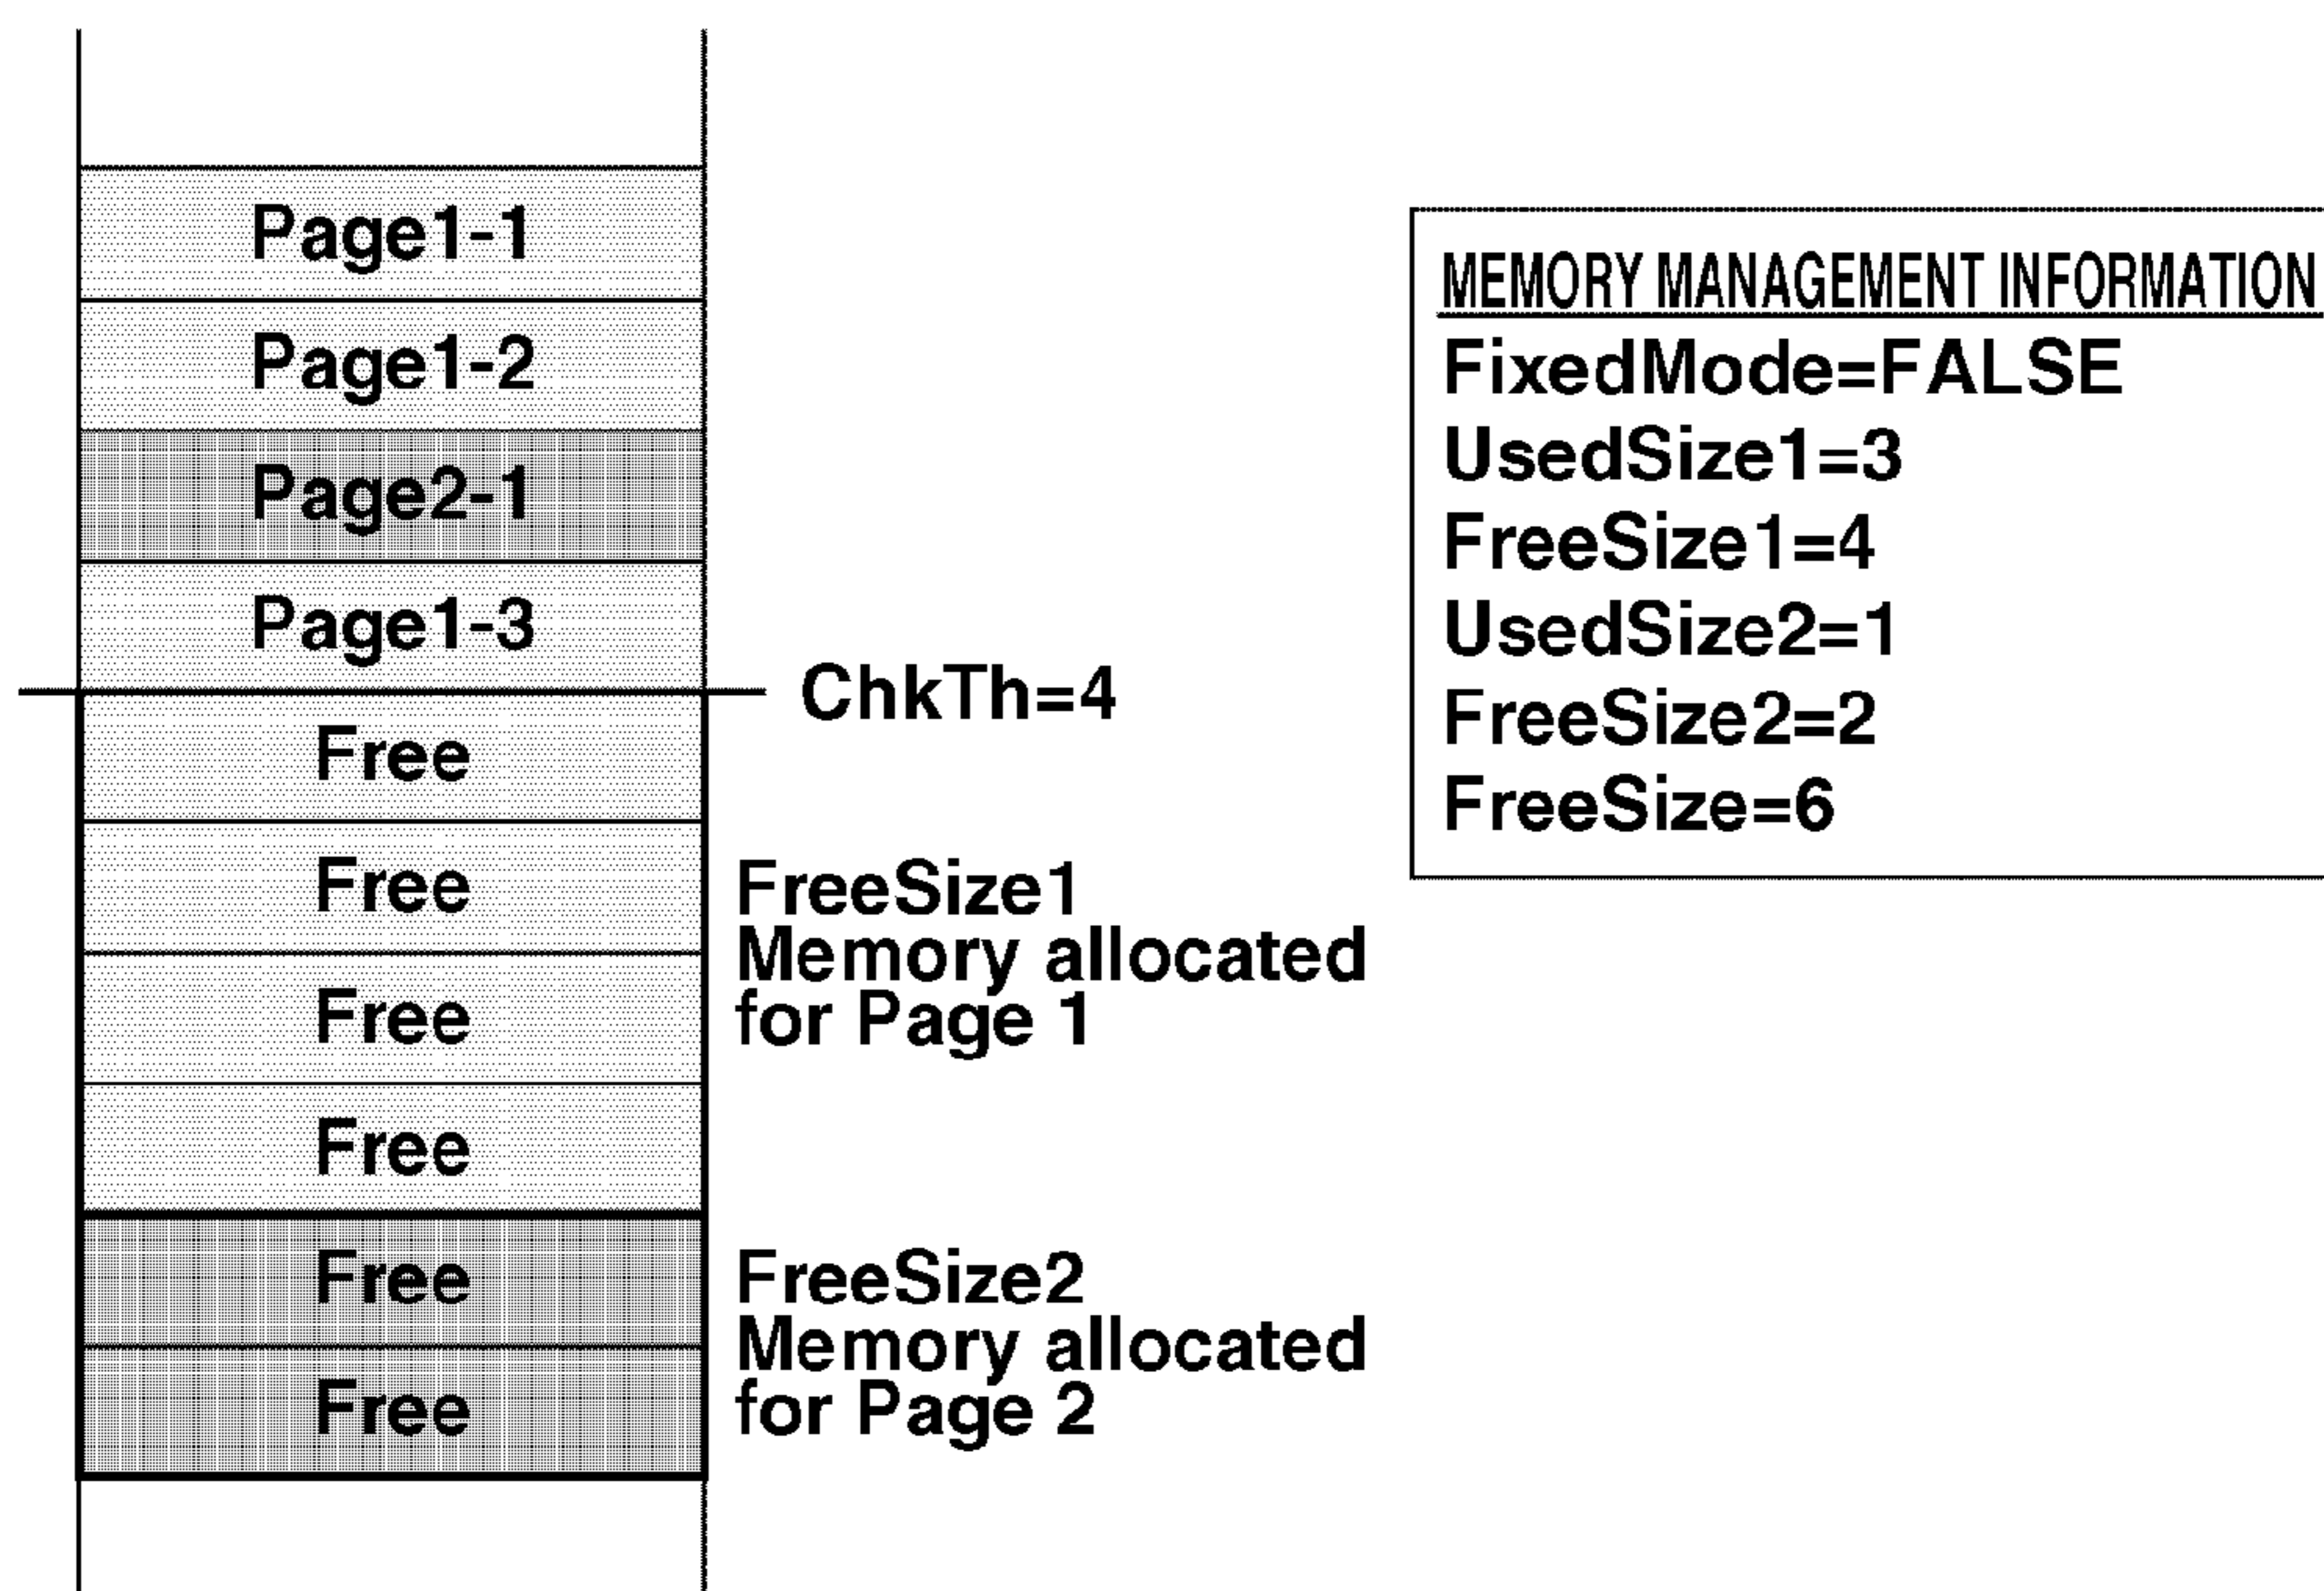 Page1-1
Page1-2
Page2-1
Page1-3
ChkTh=4
Free
Free
Free
Free
FreeSize1
Memory allocated
for Page 1
Free
Free
FreeSize2
Memory allocated
for Page 2
MEMORY MANAGEMENT INFORMATION
FixedMode=FALSE
UsedSize1=3
FreeSize1=4
UsedSize2=1
FreeSize2=2
FreeSize=6